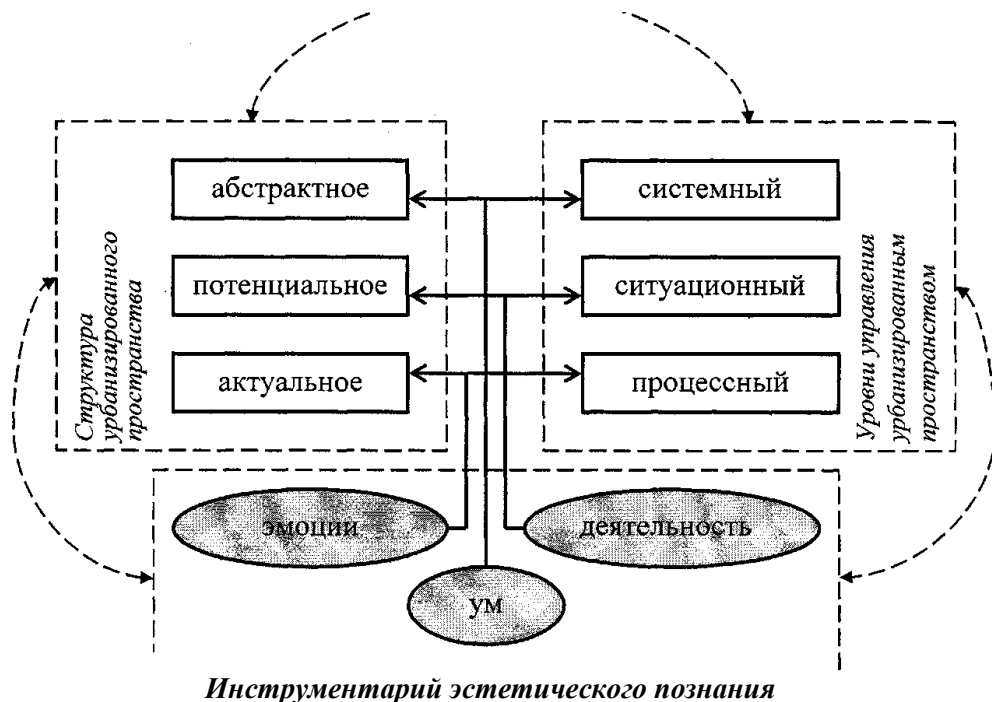 абстрактное
потенциальное
актуальное
Структура
урбанизированного
пространства
системный
ситуационный
процессный
Уровни управления
урбанизированным
пространством
эмоции
деятельность
ум
Инструментарий эстетического познания